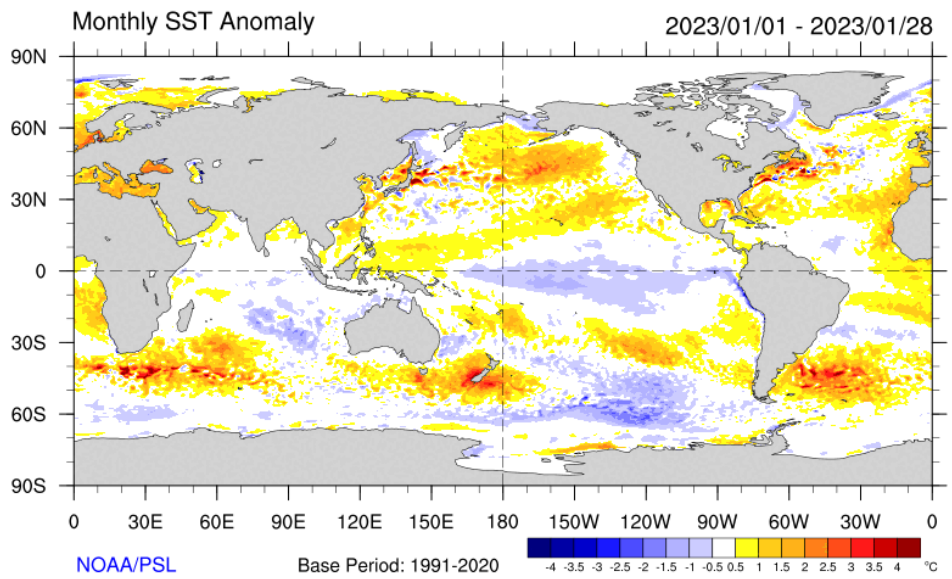 Monthly SST Anomaly 2023/01/01 - 2023/01/28
90N
60N
30N
0
30S
60S
90S
0 30E 60E 90E 120E 150E 180 150W 120W 90W 60W 30W 0
NOAA/PSL Base Period: 1991-2020
-4 -3.5 -3 -2.5 -1.5 -1 -0.5 0.5 1 1.5 2 2.5 3 3.5 4 °C